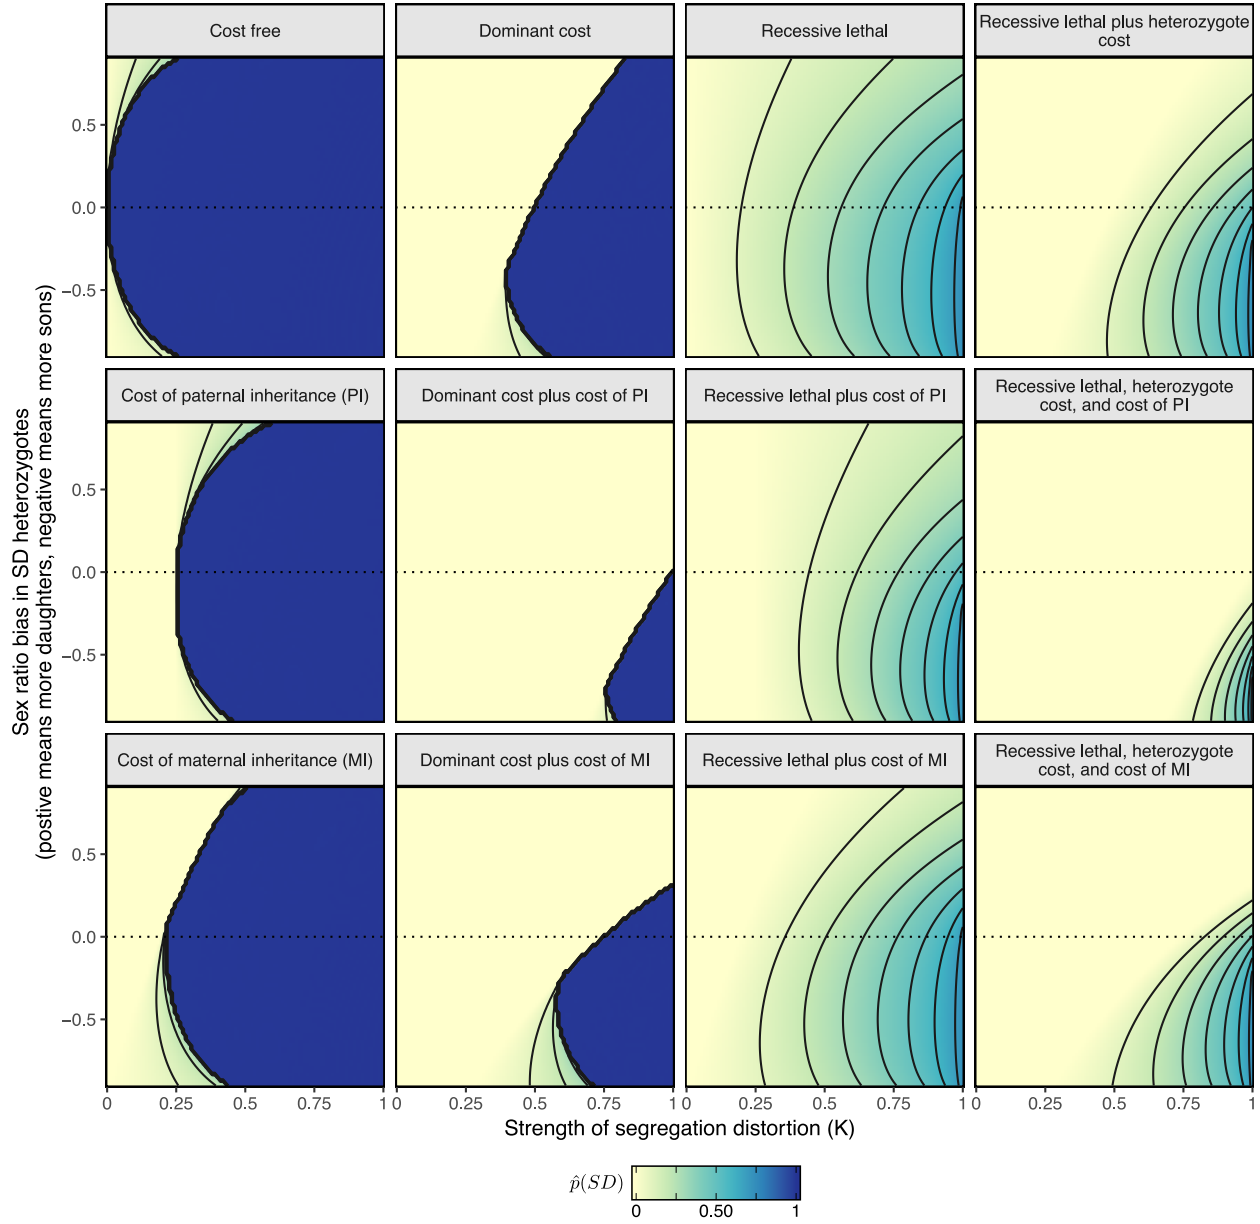 Cost free
Dominant cost
Recessive lethal
Recessive lethal plus heterozygote
cost
0.5
0.0
−0.5
Cost of paternal inheritance (PI)
Dominant cost plus cost of PI
Recessive lethal plus cost of PI
Recessive lethal, heterozygote
cost, and cost of PI
0.5
0.0
−0.5
Sex ratio bias in SD heterozygotes
(postive means more daughters, negative means more sons)
Cost of maternal inheritance (MI)
Dominant cost plus cost of MI
Recessive lethal plus cost of MI
Recessive lethal, heterozygote
cost, and cost of MI
0.5
0.0
−0.5
0 0.25 0.5 0.75 1
0 0.25 0.5 0.75 1
0 0.25 0.5 0.75 1
0 0.25 0.5 0.75 1
Strength of segregation distortion (K)
p̂(SD)
0 0.50 1